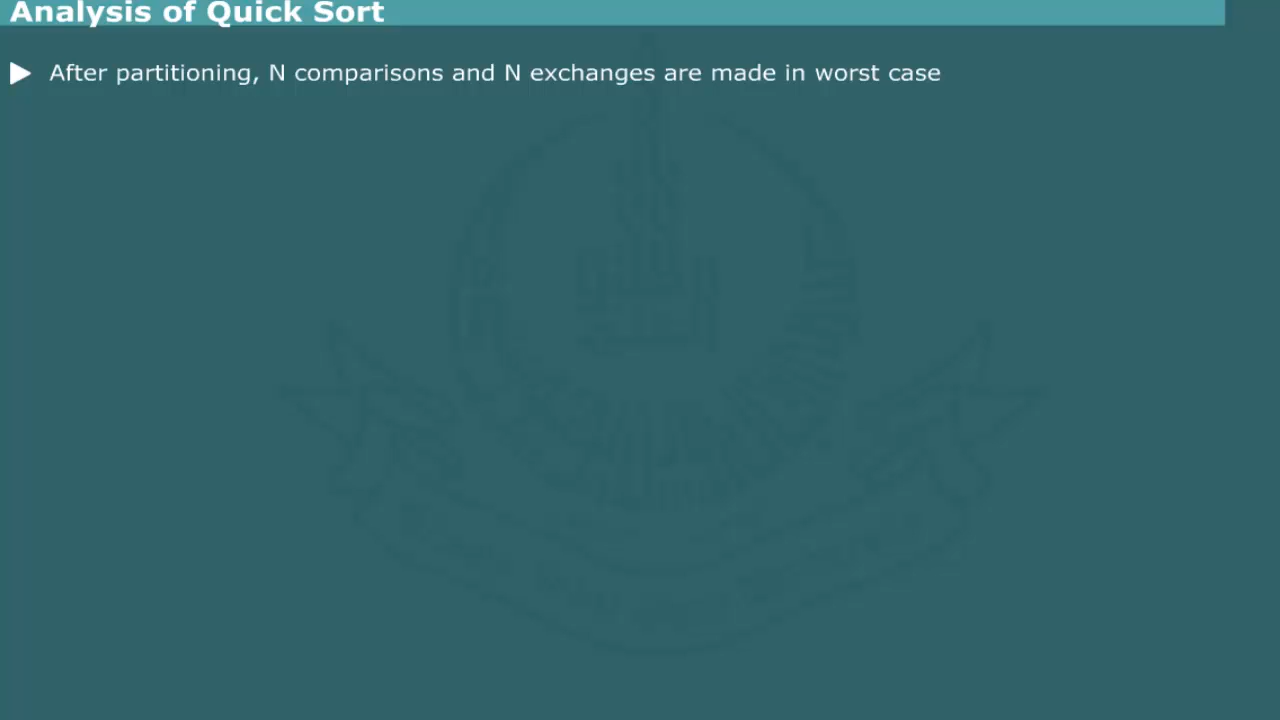 Analysis of Quick Sort
After partitioning, N comparisons and N exchanges are made in worst case